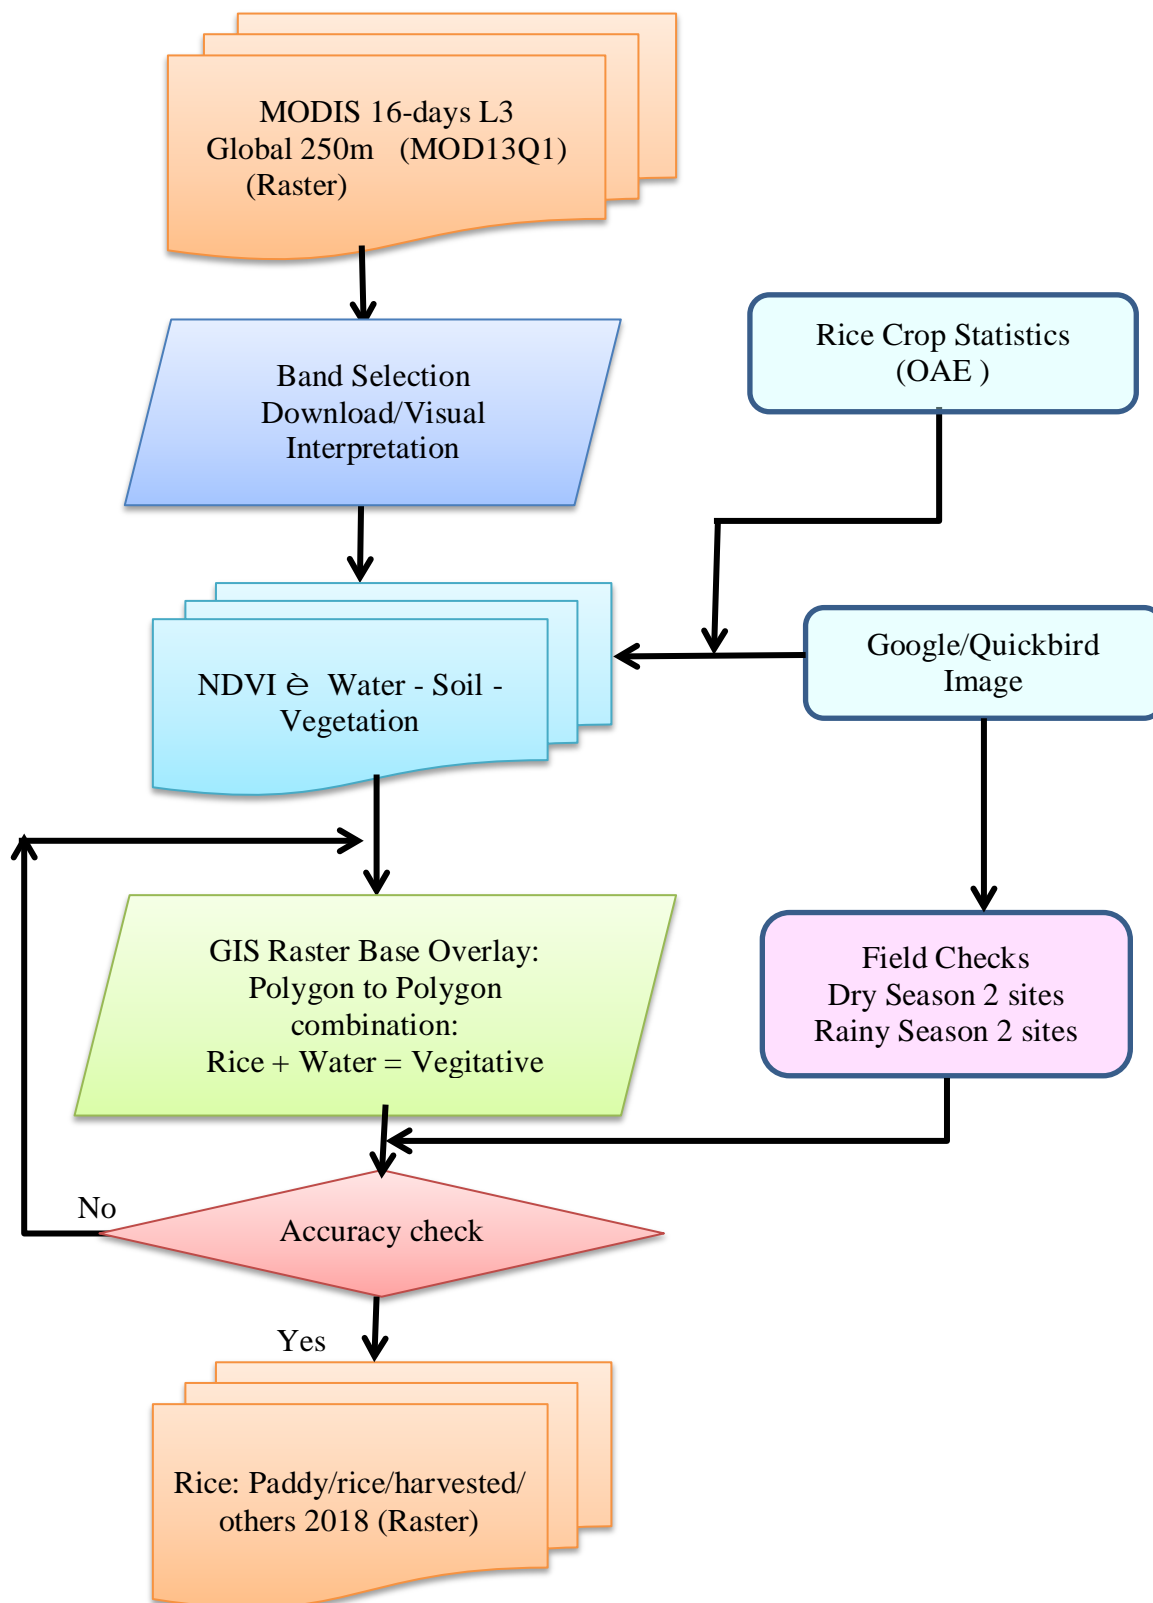 MODIS 16-days L3
Global 250m (MOD13Q1)
(Raster)
Band Selection
Download/Visual
Interpretation
Rice Crop Statistics
(OAE )
NDVI è Water - Soil -
Vegetation
Google/Quickbird
Image
GIS Raster Base Overlay:
Polygon to Polygon
combination:
Rice + Water = Vegitative
Field Checks
Dry Season 2 sites
Rainy Season 2 sites
No
Accuracy check
Yes
Rice: Paddy/rice/harvested/
others 2018 (Raster)